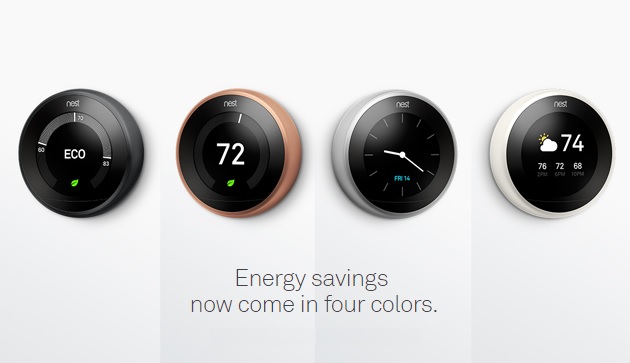 nest
70
60
ECO
83
nest
72
nest
FRI 14
nest
74
76 72 68
2PM 6PM 10PM
Energy savings
now come in four colors.